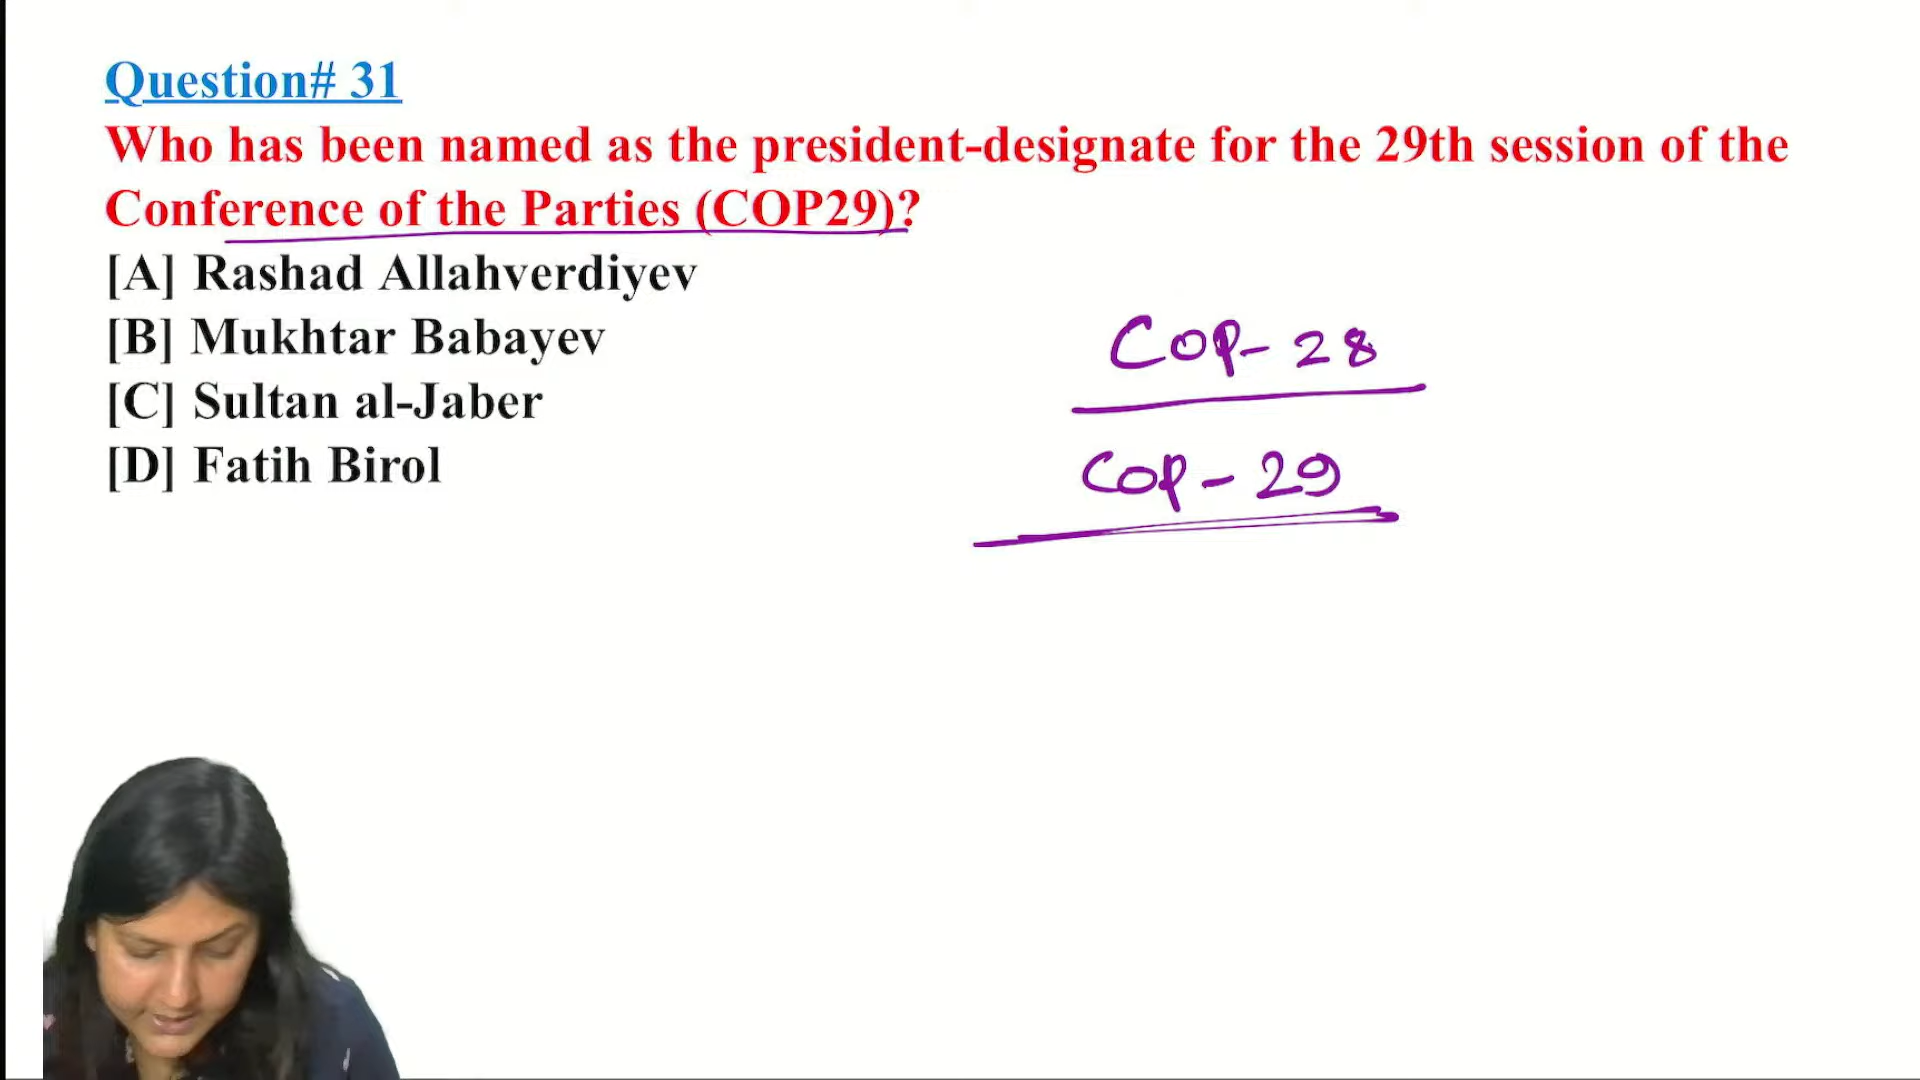 Question# 31
Who has been named as the president-designate for the 29th session of the
Conference of the Parties (COP29)?
[A] Rashad Allahverdiyev
[B] Mukhtar Babayev
[C] Sultan al-Jaber
[D] Fatih Birol
COP- 28
COP - 29